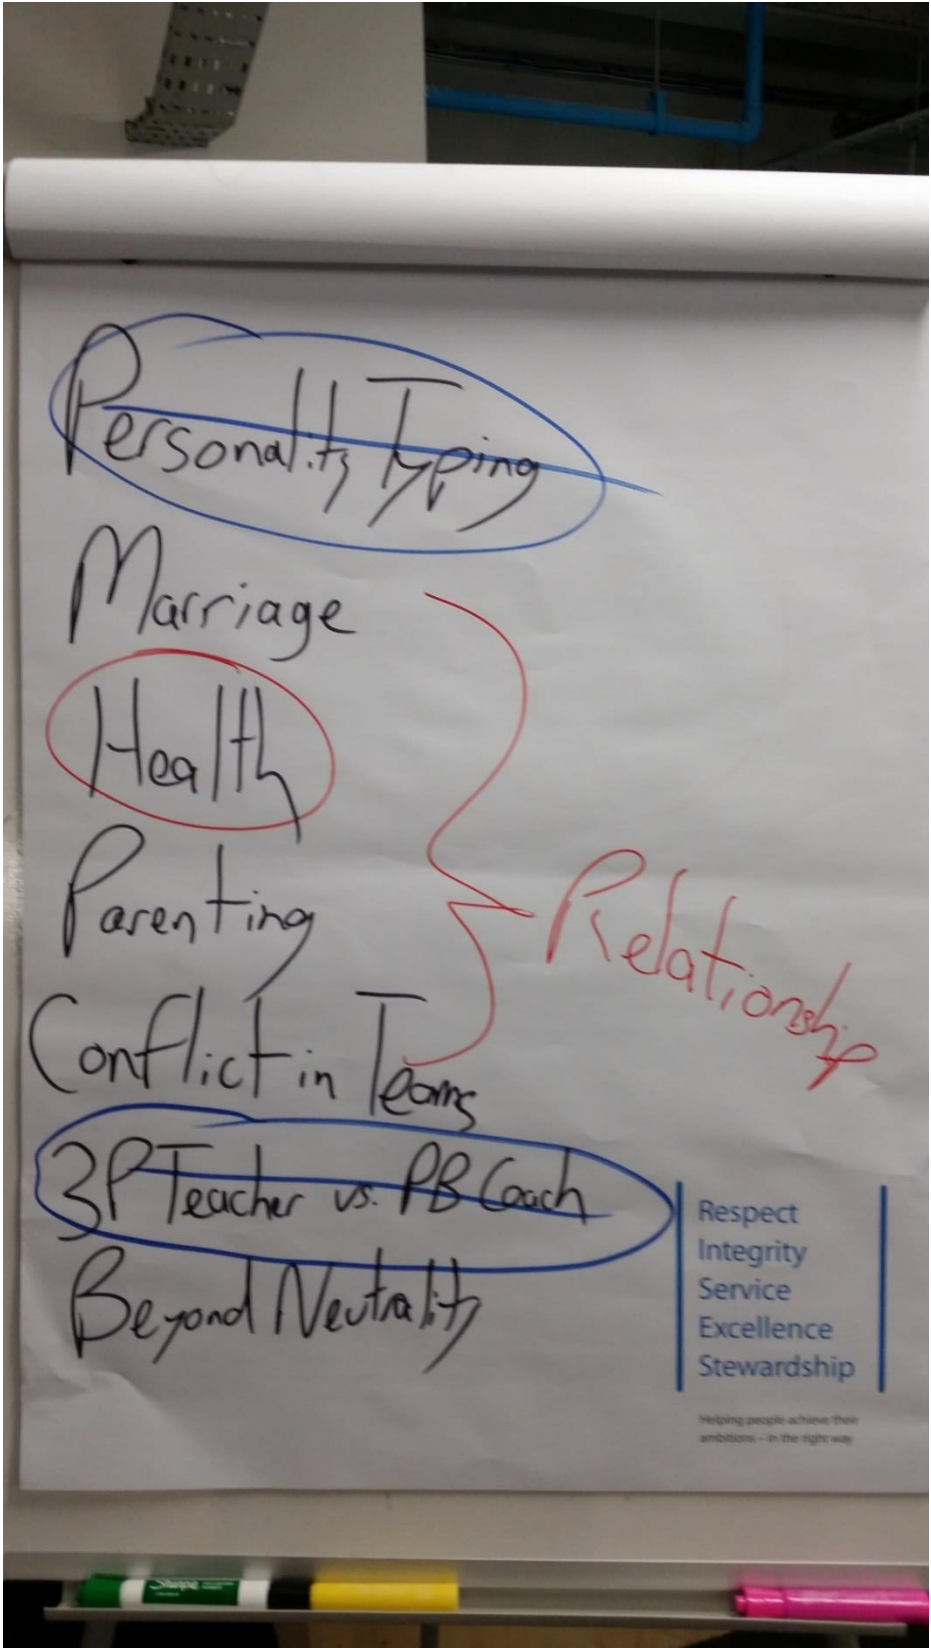 Personality Typing
Marriage
Health
Parenting
Relationship
Conflict in Teams
3P Teacher vs. PB Coach
Beyond Neutrality
Respect
Integrity
Service
Excellence
Stewardship
Helping people achieve their
ambitions – in the right way
Sharpie